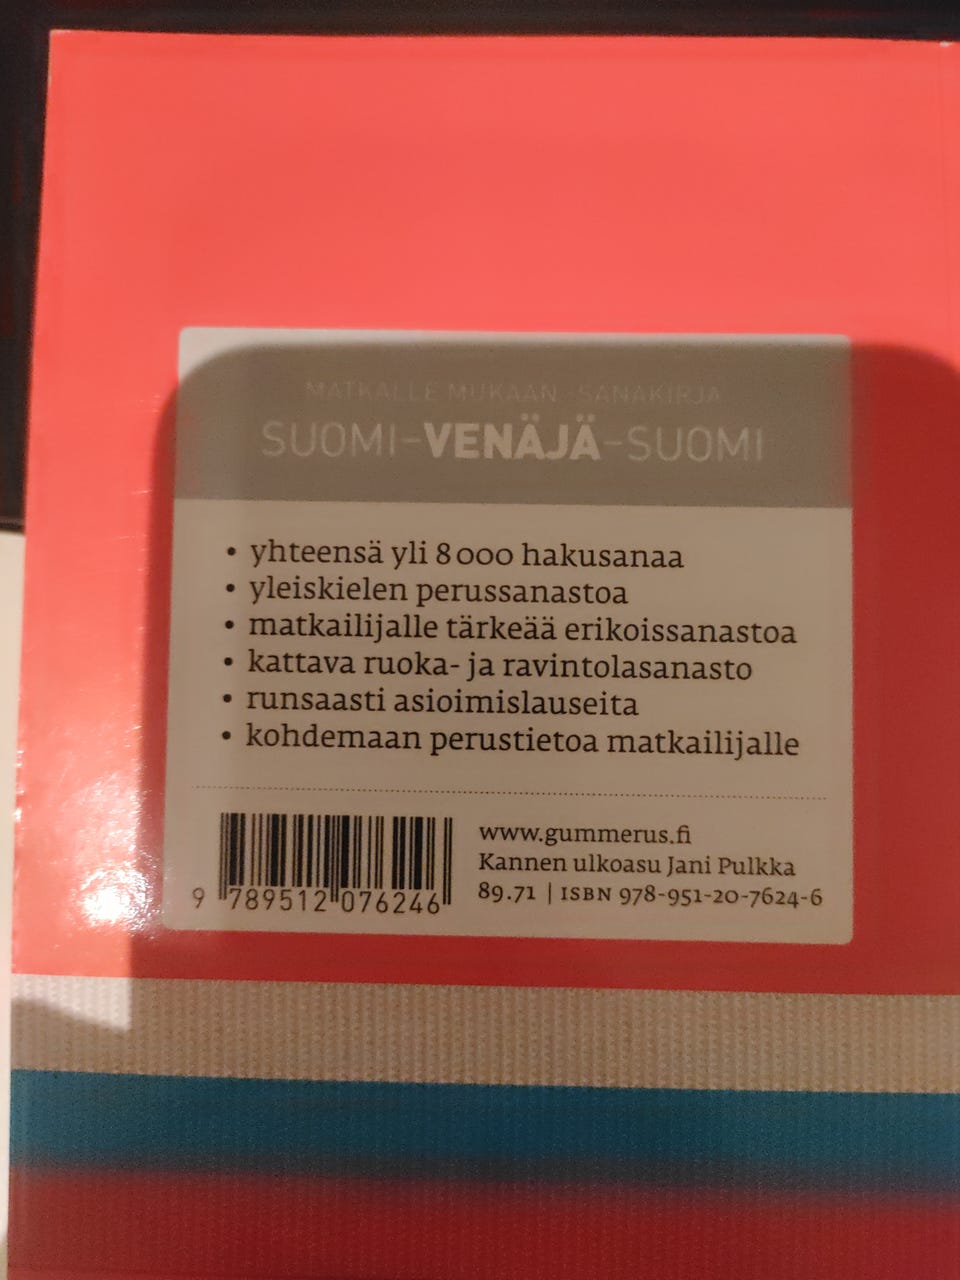 MATKALLE MUKAAN -SANAKIRJA
SUOMI–VENÄJÄ–SUOMI
• yhteensä yli 8 000 hakusanaa
• yleiskielen perussanastoa
• matkailijalle tärkeää erikoissanastoa
• kattava ruoka- ja ravintolasanasto
• runsaasti asioimislauseita
• kohdemaan perustietoa matkailijalle
www.gummerus.fi
Kannen ulkoasu Jani Pulkka
89.71 | ISBN 978-951-20-7624-6
9 789512 076246